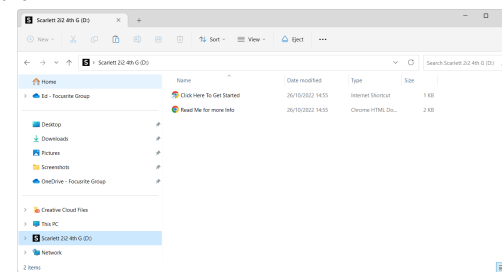 Scarlett 2i2 4th G (D:)
New Sort View Eject
Scarlett 2i2 4th G (D:) Search Scarlett 2i2 4th G (D:)
Home
Ed - Focusrite Group
Desktop
Downloads
Pictures
Screenshots
OneDrive - Focusrite Group
Creative Cloud Files
This PC
Scarlett 2i2 4th G (D:)
Network
Name Date modified Type Size
Click Here To Get Started 26/10/2022 14:55 Internet Shortcut 1 KB
Read Me for more Info 26/10/2022 14:55 Chrome HTML Do... 2 KB
2 items